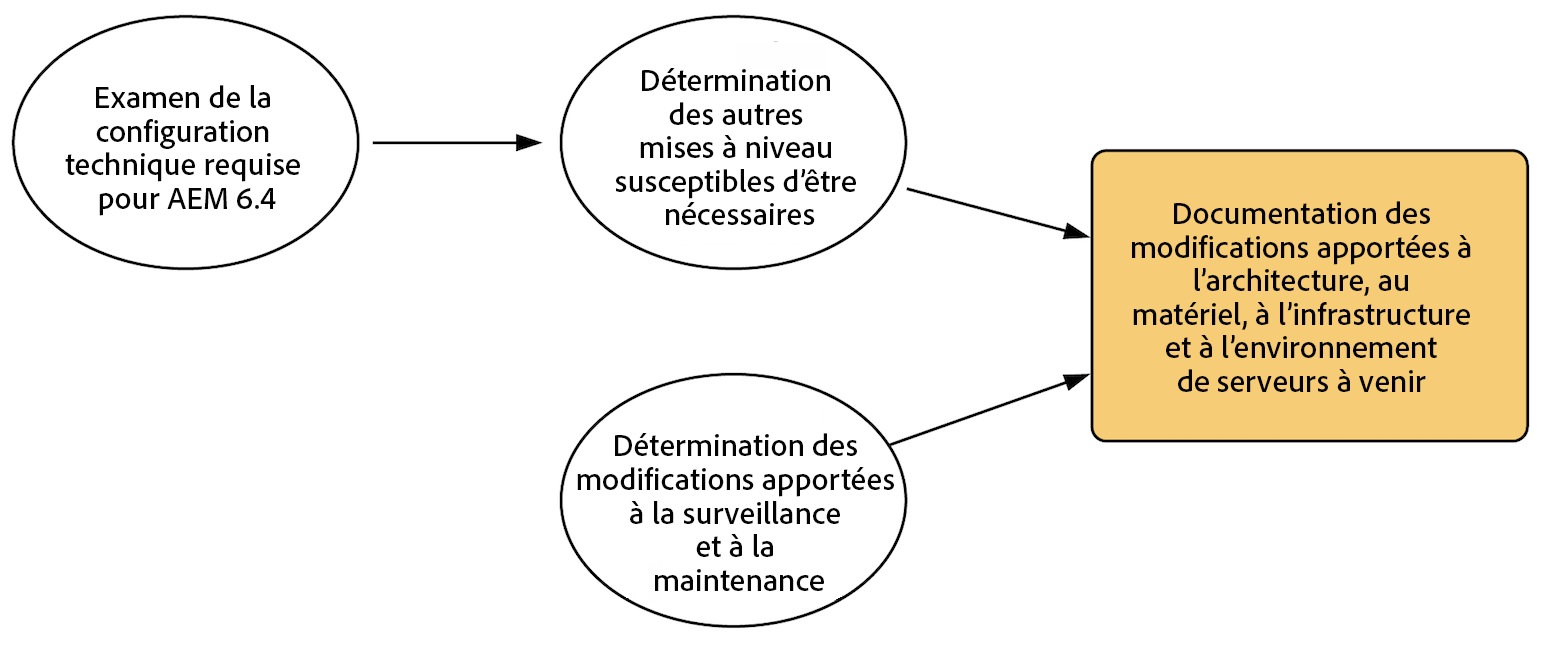 Examen de la
configuration
technique requise
pour AEM 6.4
Détermination
des autres
mises à niveau
susceptibles d’être
nécessaires
Documentation des
modifications apportées à
l’architecture, au
matériel, à l’infrastructure
et à l’environnement
de serveurs à venir
Détermination des
modifications apportées
à la surveillance
et à la
maintenance